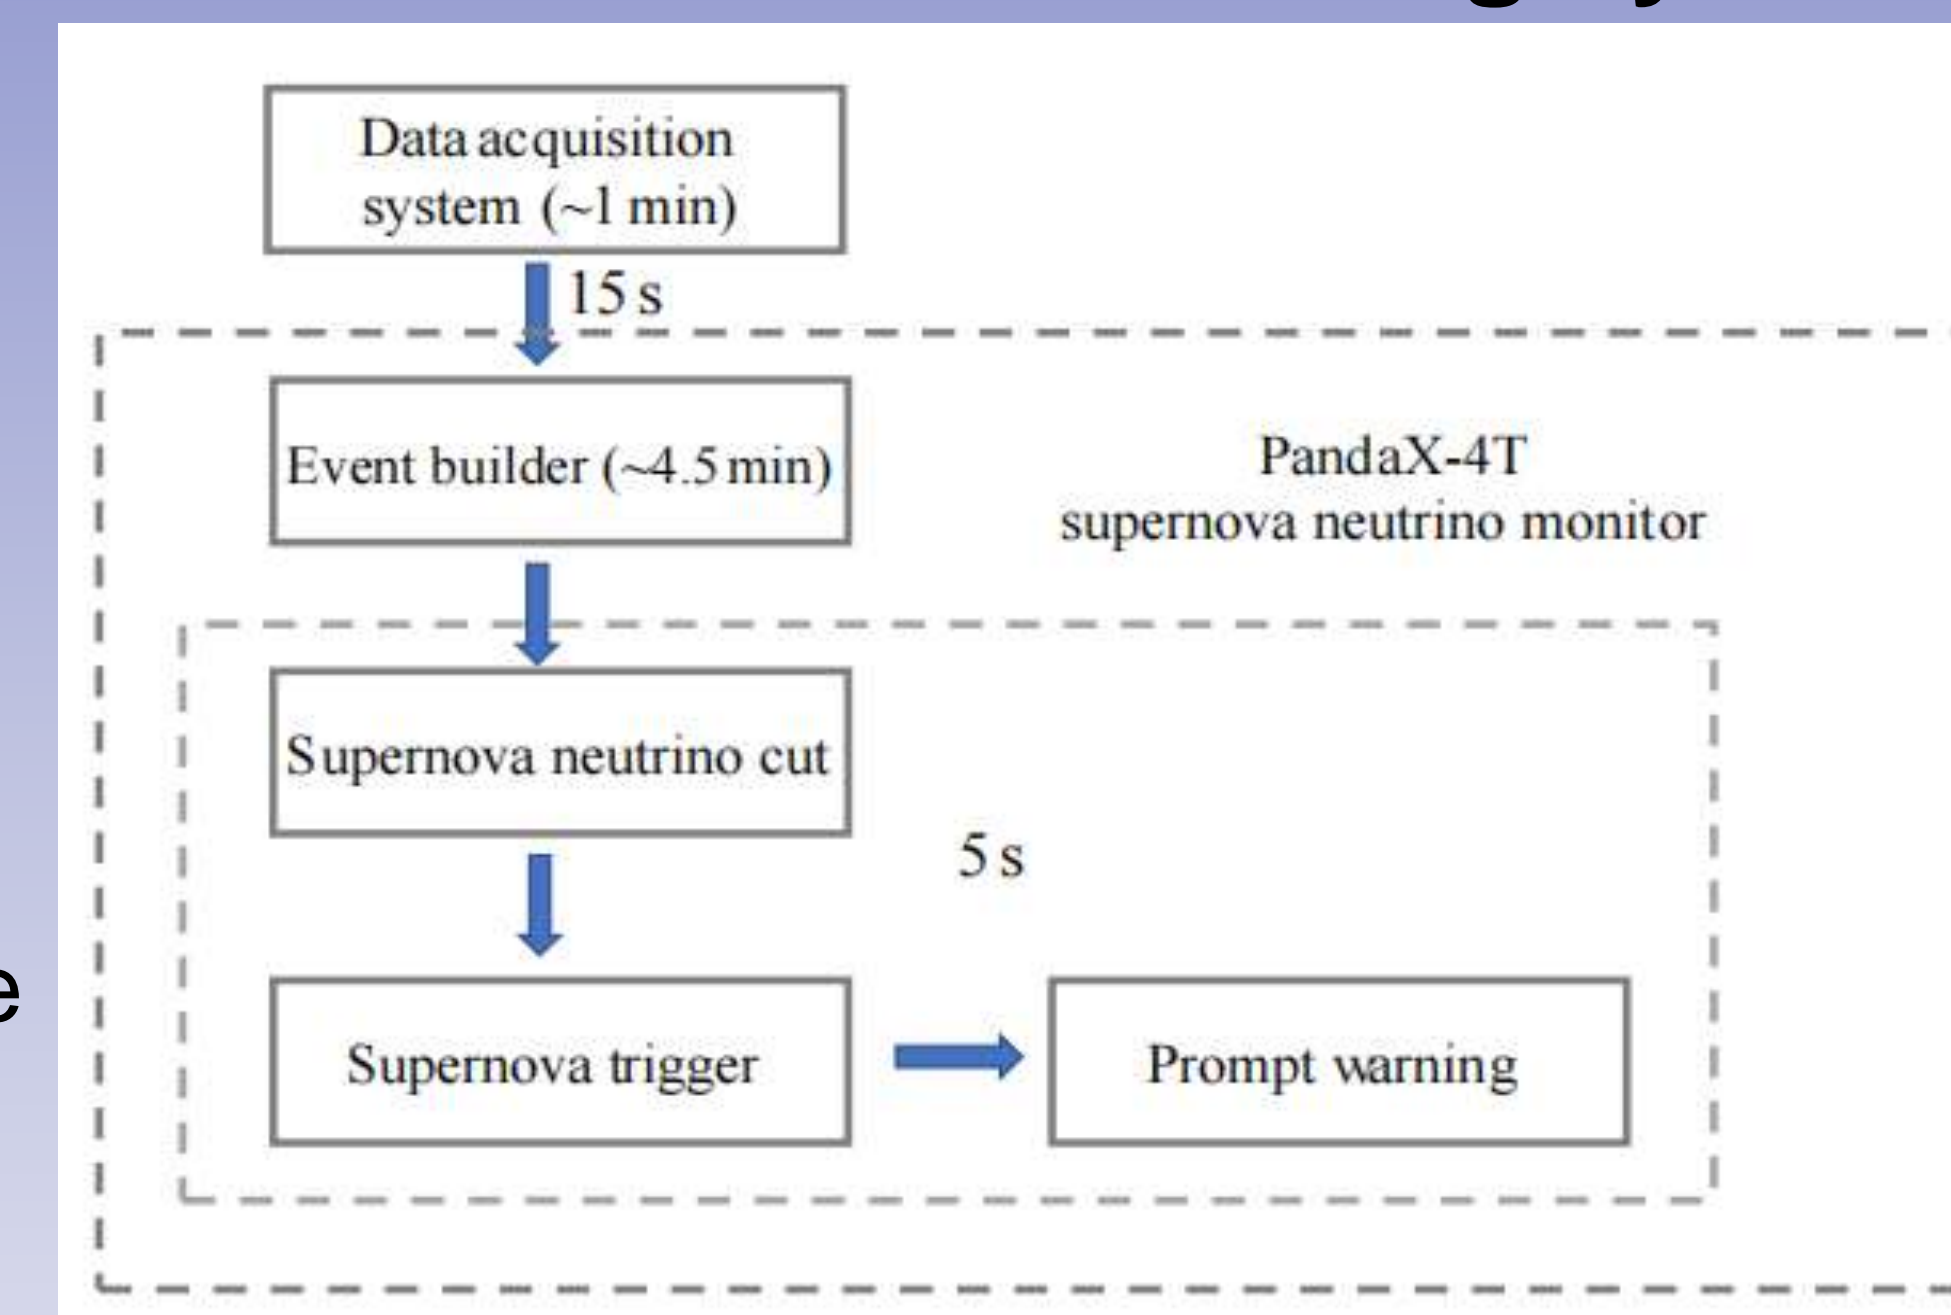 Data acquisition
system (~1 min)
15 s
Event builder (~4.5 min)
PandaX-4T
supernova neutrino monitor
Supernova neutrino cut
5 s
Supernova trigger
Prompt warning